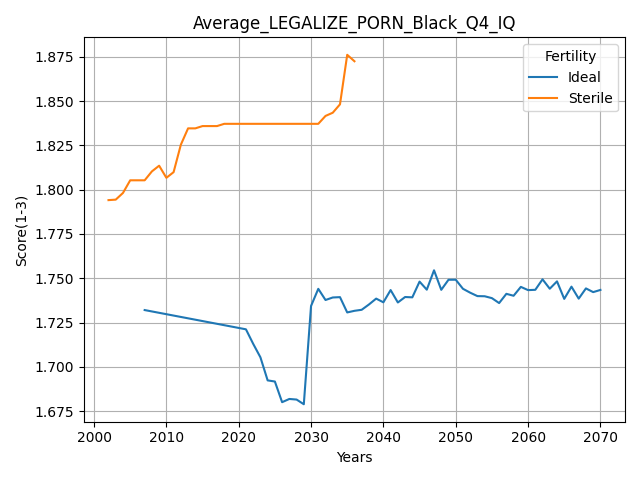 Average_LEGALIZE_PORN_Black_Q4_IQ
Fertility
Ideal
Sterile
Score(1-3)
1.875
1.850
1.825
1.800
1.775
1.750
1.725
1.700
1.675
2000 2010 2020 2030 2040 2050 2060 2070
Years